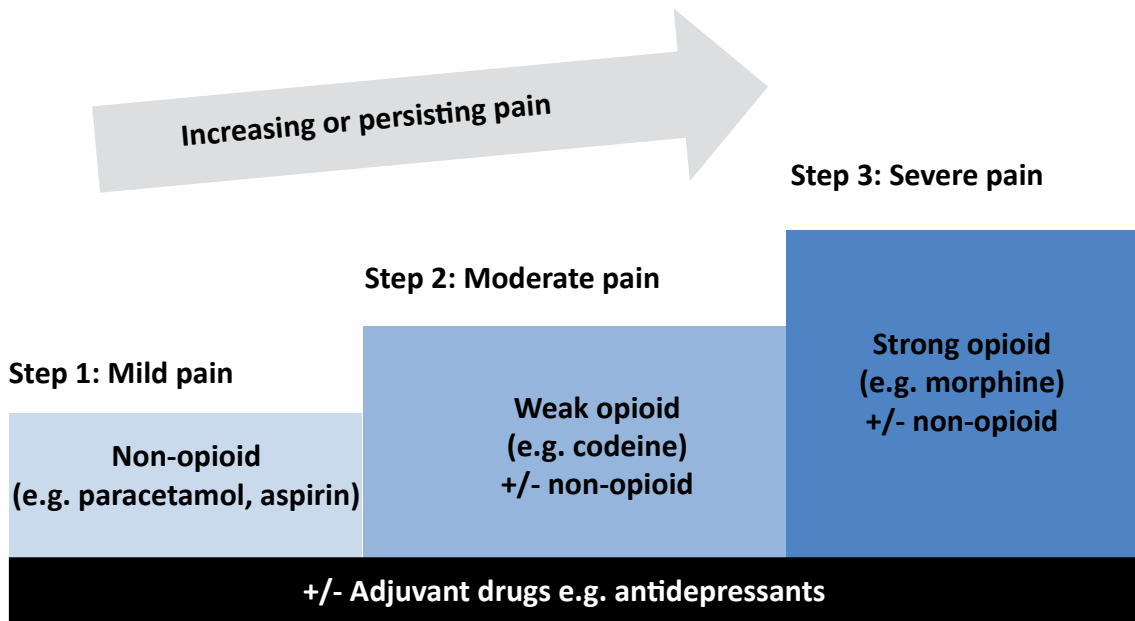 Increasing or persisting pain
Step 3: Severe pain
Step 2: Moderate pain
Step 1: Mild pain
Strong opioid
(e.g. morphine)
+/- non-opioid
Weak opioid
(e.g. codeine)
+/- non-opioid
Non-opioid
(e.g. paracetamol, aspirin)
+/- Adjuvant drugs e.g. antidepressants